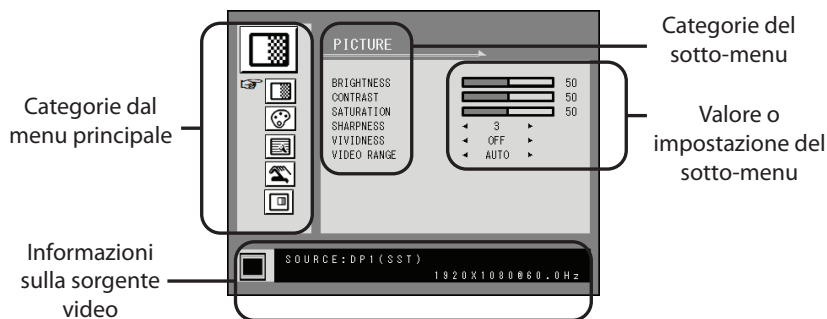 Categorie dal
menu principale
Informazioni
sulla sorgente
video
PICTURE
BRIGHTNESS 50
CONTRAST 50
SATURATION 50
SHARPNESS ◄ 3 ►
VIVIDNESS ◄ OFF ►
VIDEO RANGE ◄ AUTO ►
SOURCE:DP1(SST)
1920X1080@60.0Hz
Categorie del
sotto-menu
Valore o
impostazione del
sotto-menu